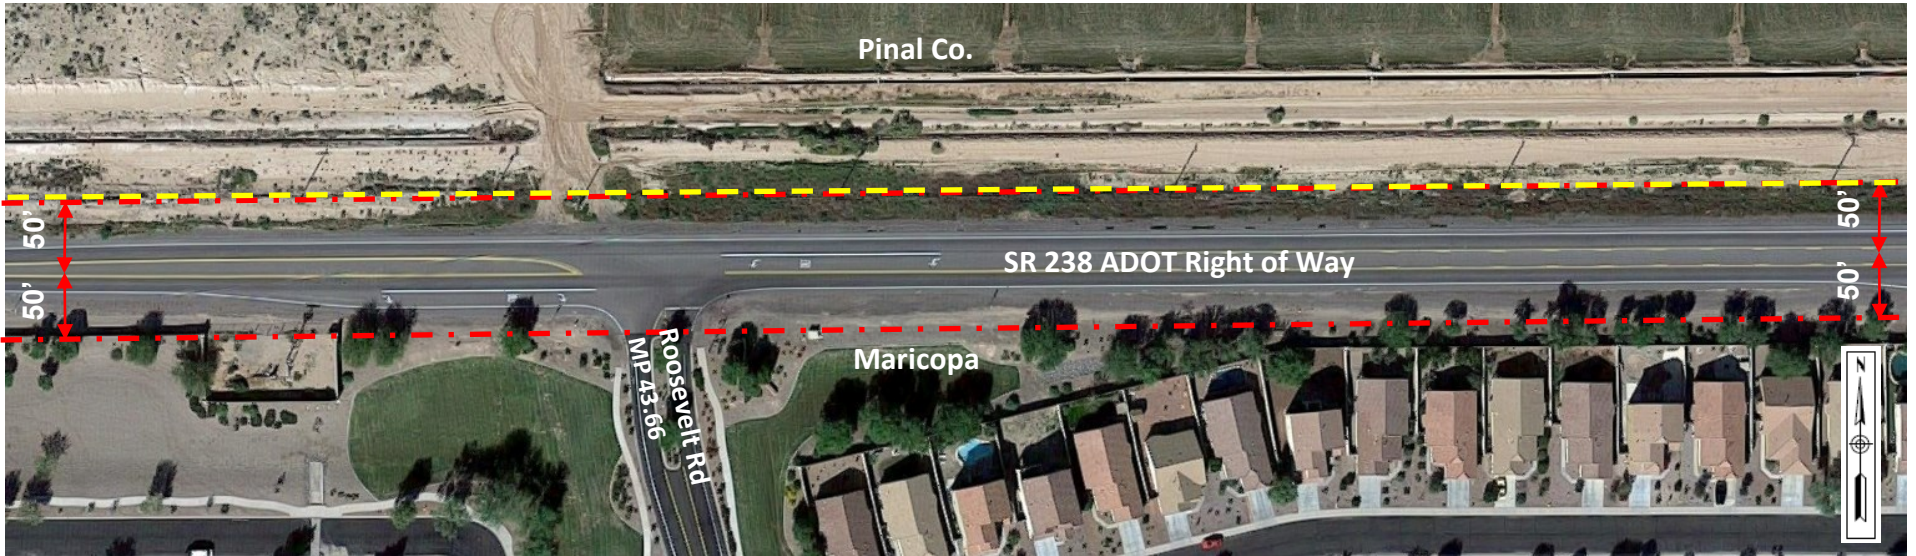 Pinal Co.
50'
50'
SR 238 ADOT Right of Way
50'
50'
Roosevelt Rd
MP 43.66
Maricopa
N